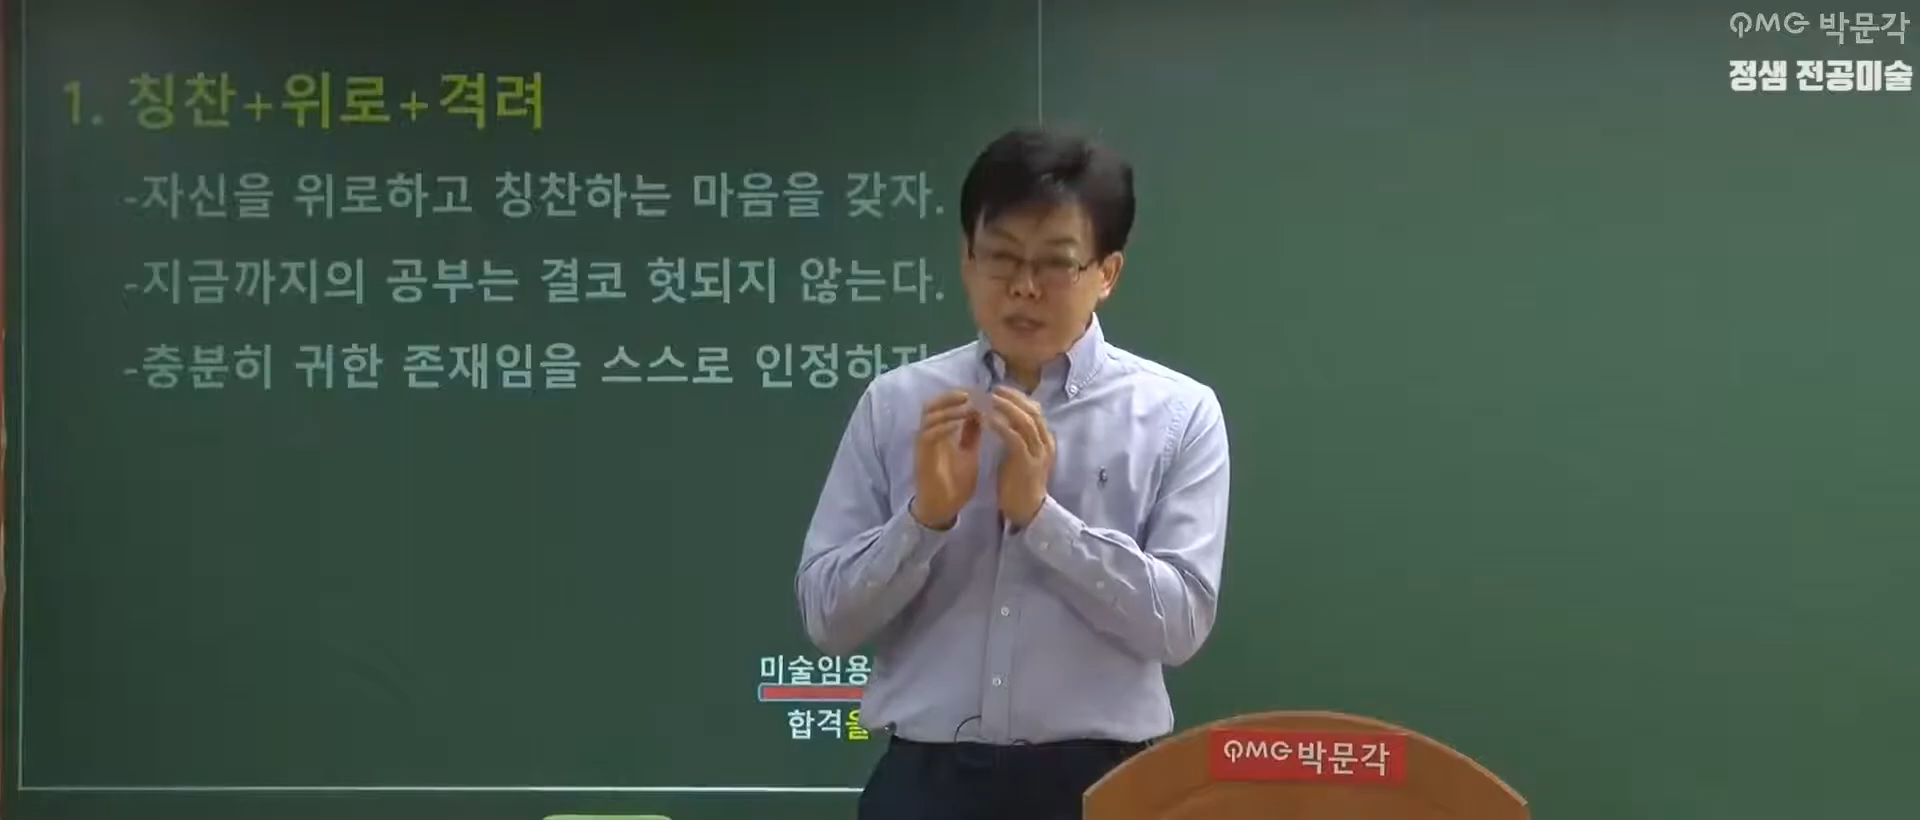 PMG 박문각
정샘 전공미술
1. 칭찬+위로+격려
-자신을 위로하고 칭찬하는 마음을 갖자.
-지금까지의 공부는 결코 헛되지 않는다.
-충분히 귀한 존재임을 스스로 인정하자
미술임용
합격을
PMG 박문각